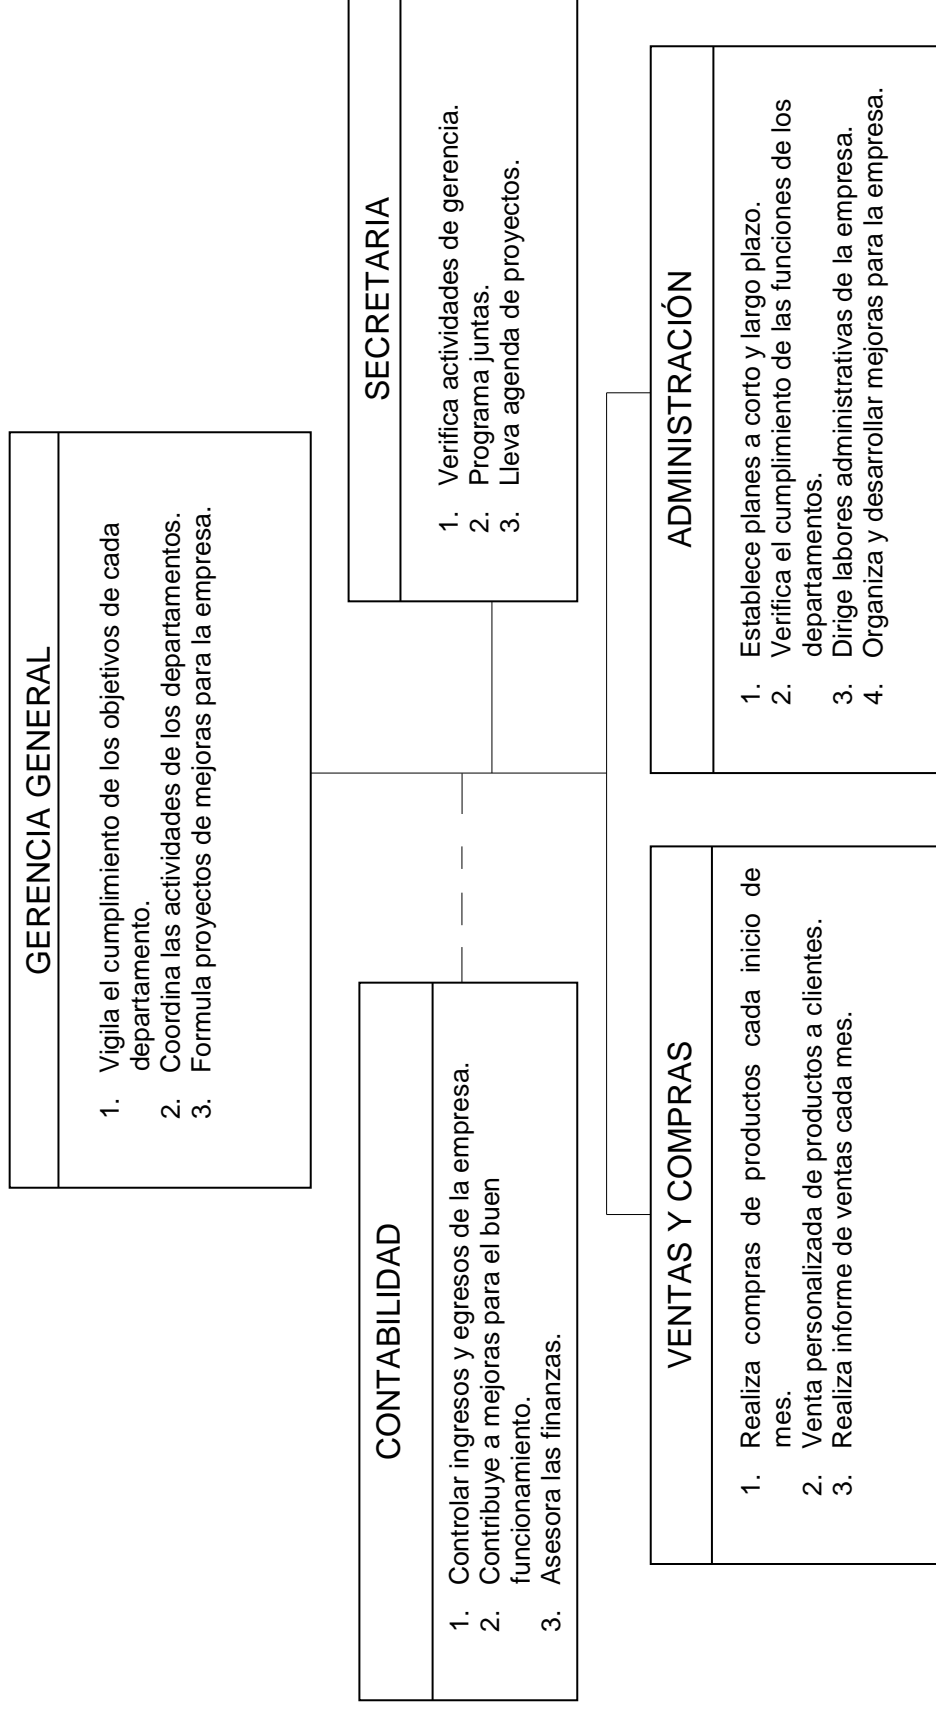 GERENCIA GENERAL
1. Vigila el cumplimiento de los objetivos de cada
departamento.
2. Coordina las actividades de los departamentos.
3. Formula proyectos de mejoras para la empresa.
CONTABILIDAD
1. Controlar ingresos y egresos de la empresa.
2. Contribuye a mejoras para el buen
funcionamiento.
3. Asesora las finanzas.
SECRETARIA
1. Verifica actividades de gerencia.
2. Programa juntas.
3. Lleva agenda de proyectos.
VENTAS Y COMPRAS
1. Realiza compras de productos cada inicio de
mes.
2. Venta personalizada de productos a clientes.
3. Realiza informe de ventas cada mes.
ADMINISTRACIÓN
1. Establece planes a corto y largo plazo.
2. Verifica el cumplimiento de las funciones de los
departamentos.
3. Dirige labores administrativas de la empresa.
4. Organiza y desarrollar mejoras para la empresa.